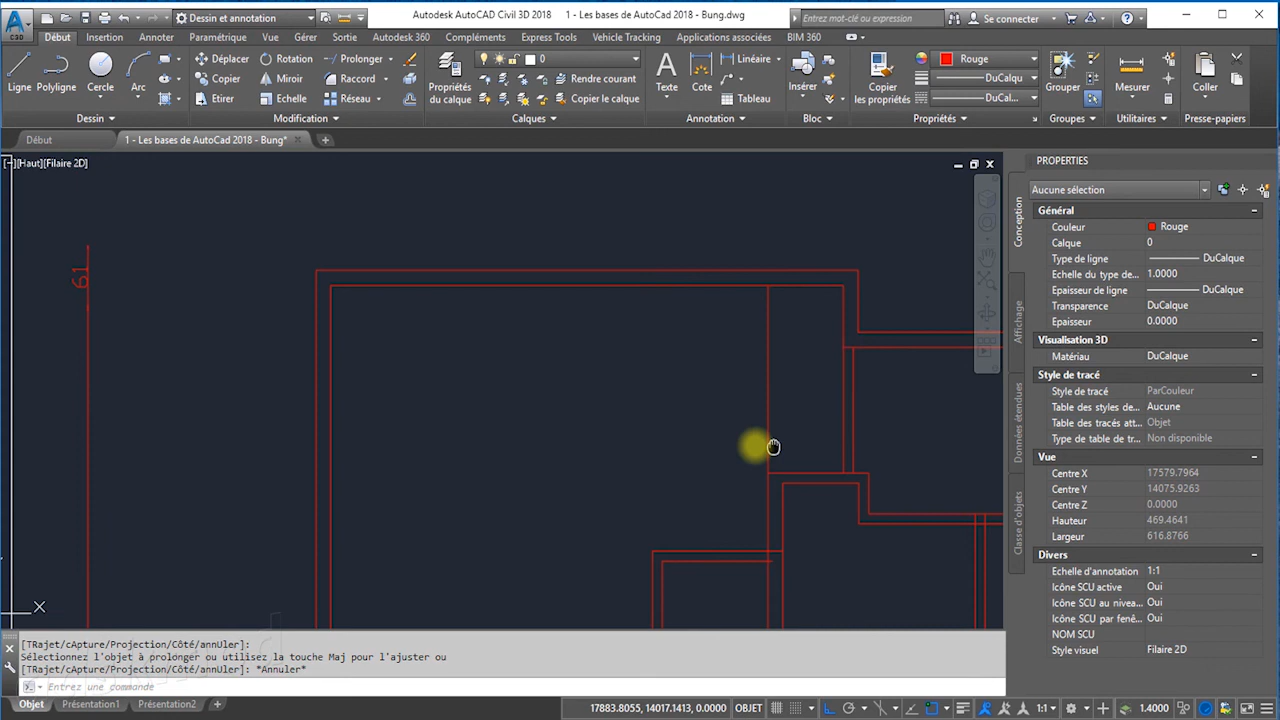 Autodesk AutoCAD Civil 3D 2018    1 - Les bases de AutoCad 2018 - Bung.dwg
Dessin et annotation
Entrez mot-clé ou expression
Se connecter
C3D
Début Insertion Annoter Paramétrique Vue Gérer Sortie Autodesk 360 Compléments Express Tools Vehicle Tracking Applications associées BIM 360
Ligne Polyligne Cercle Arc
Dessin
Déplacer Rotation Prolonger
Copier Miroir Raccord
Etirer Echelle Réseau
Modification
Propriétés du calque
0
Rendre courant
Copier le calque
Calques
Texte Cote
Linéaire
Tableau
Annotation
Insérer
Bloc
Copier les propriétés
Rouge
DuCalqu
DuCal...
Propriétés
Grouper
Groupes
Mesurer
Utilitaires
Coller
Presse-papiers
Début
1 - Les bases de AutoCad 2018 - Bung*
[−][Haut][Filaire 2D]
61
PROPERTIES
Aucune sélection
Général
Couleur Rouge
Calque 0
Type de ligne DuCalque
Echelle du type de... 1.0000
Epaisseur de ligne DuCalque
Transparence DuCalque
Epaisseur 0.0000
Visualisation 3D
Matériau DuCalque
Style de tracé
Style de tracé ParCouleur
Table des styles de... Aucune
Table des tracés att... Objet
Type de table de tr... Non disponible
Vue
Centre X 17579.7964
Centre Y 14075.9263
Centre Z 0.0000
Hauteur 469.4641
Largeur 616.8766
Divers
Echelle d'annotation 1:1
Icône SCU active Oui
Icône SCU au nivea... Oui
Icône SCU par fenê... Oui
NOM SCU
Style visuel Filaire 2D
Conception
Affichage
Données étendues
Classe d'objets
[TRajet/cApture/Projection/Côté/annUler]:
Sélectionnez l'objet à prolonger ou utilisez la touche Maj pour l'ajuster ou
[TRajet/cApture/Projection/Côté/annUler]: *Annuler*
Entrez une commande
Objet Présentation1 Présentation2 +
17883.8055, 14017.1413, 0.0000 OBJET
1:1
1.4000